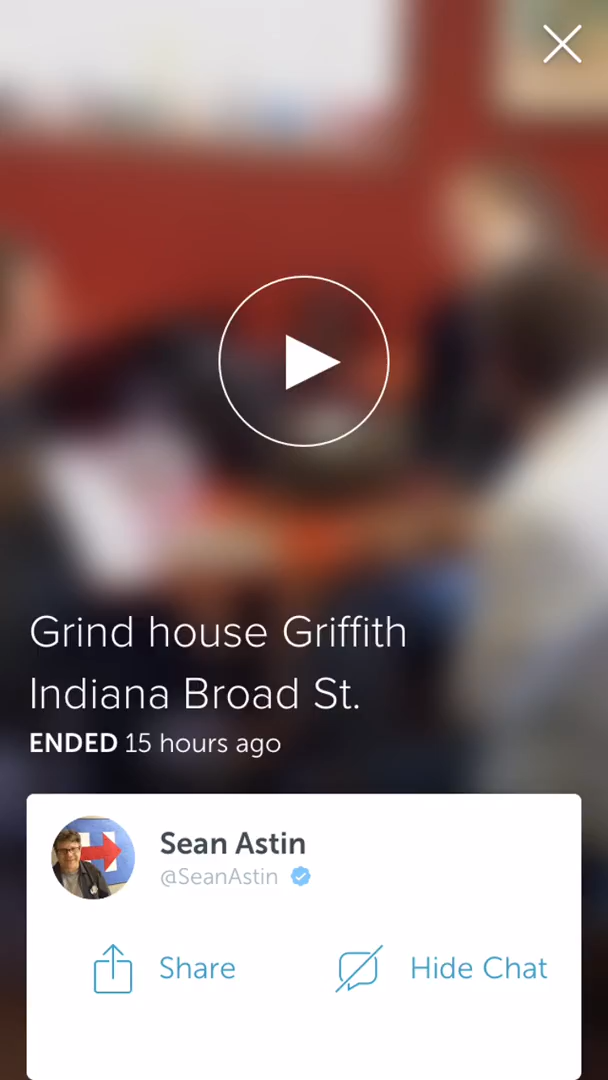 Grind house Griffith
Indiana Broad St.
ENDED 15 hours ago
Sean Astin
@SeanAstin
Share
Hide Chat